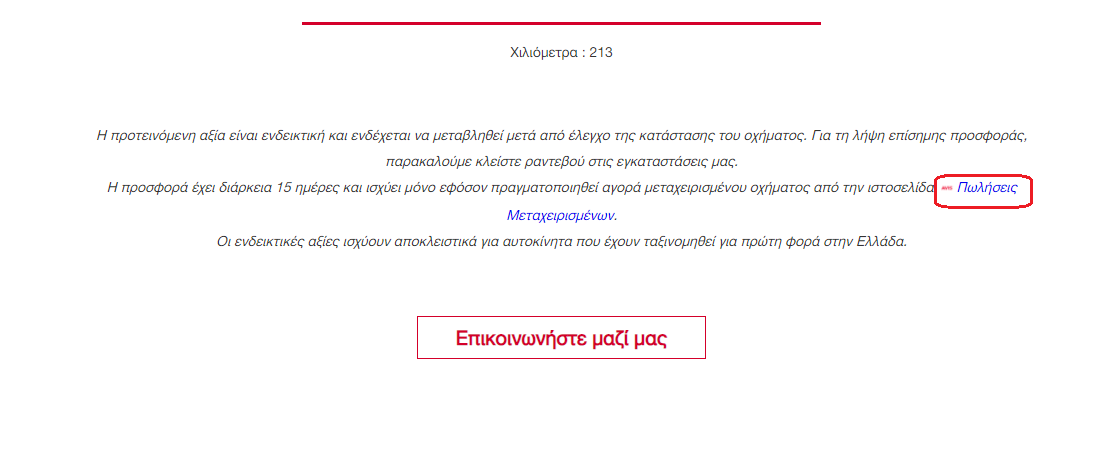 Χιλιόμετρα : 213
Η προτεινόμενη αξία είναι ενδεικτική και ενδέχεται να μεταβληθεί μετά από έλεγχο της κατάστασης του οχήματος. Για τη λήψη επίσημης προσφοράς,
παρακαλούμε κλείστε ραντεβού στις εγκαταστάσεις μας.
Η προσφορά έχει διάρκεια 15 ημέρες και ισχύει μόνο εφόσον πραγματοποιηθεί αγορά μεταχειρισμένου οχήματος από την ιστοσελίδα Πωλήσεις
Μεταχειρισμένων.
Οι ενδεικτικές αξίες ισχύουν αποκλειστικά για αυτοκίνητα που έχουν ταξινομηθεί για πρώτη φορά στην Ελλάδα.
Επικοινωνήστε μαζί μας